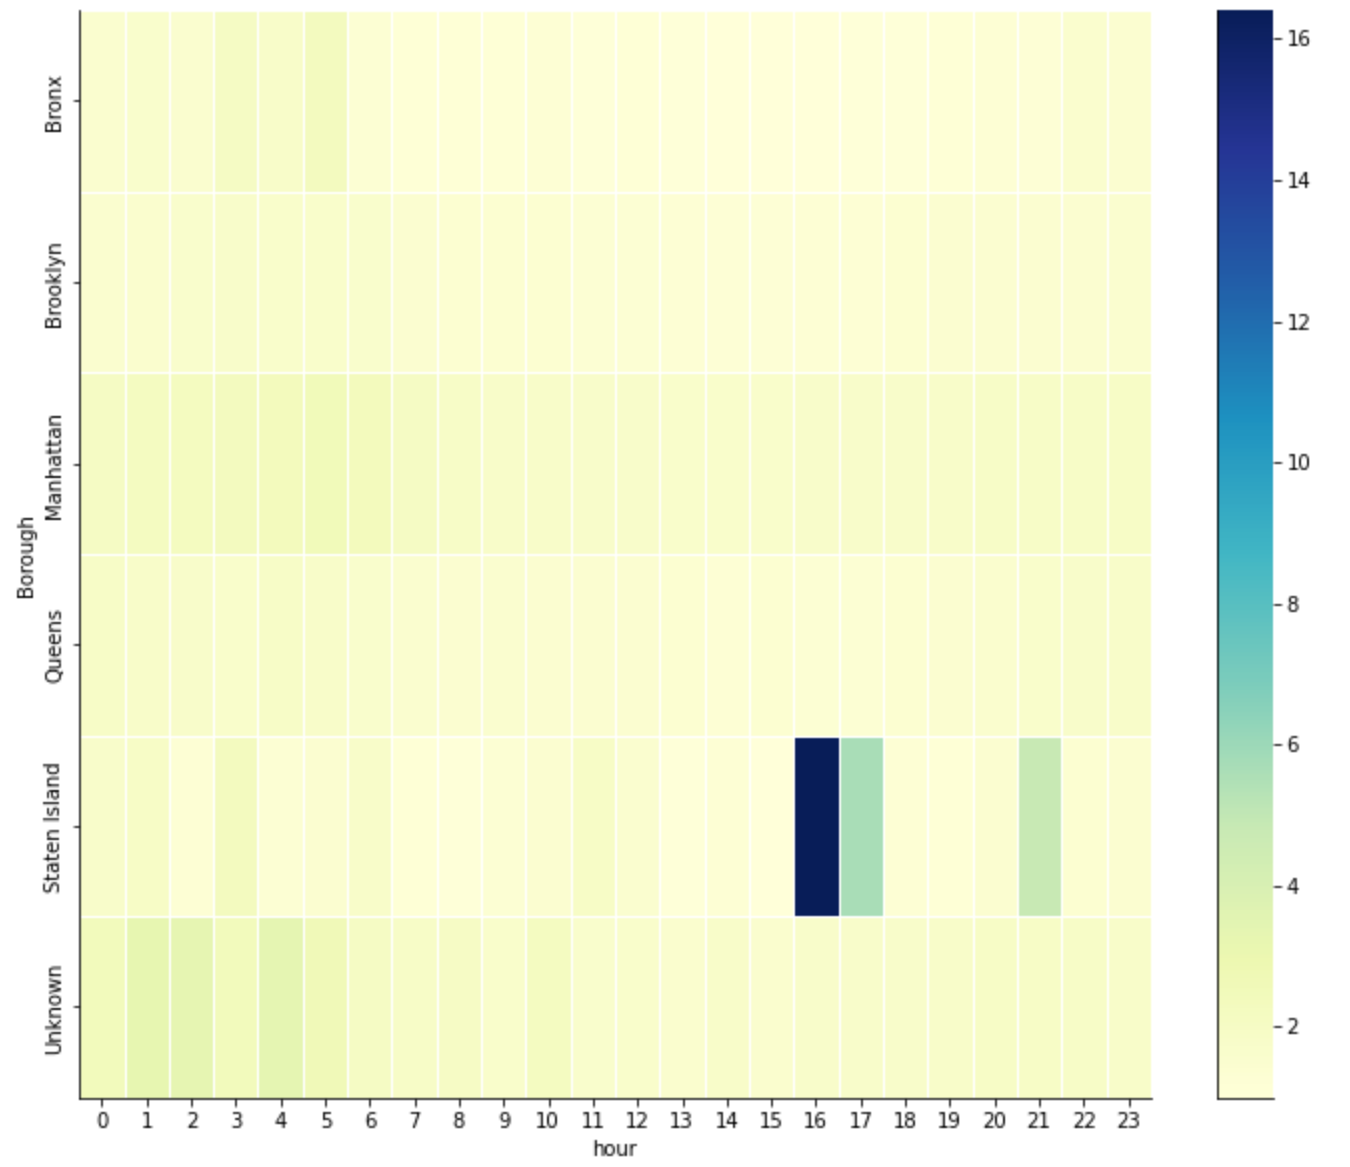 Borough
Bronx
Brooklyn
Manhattan
Queens
Staten Island
Unknown
0 1 2 3 4 5 6 7 8 9 10 11 12 13 14 15 16 17 18 19 20 21 22 23
hour
16
14
12
10
8
6
4
2